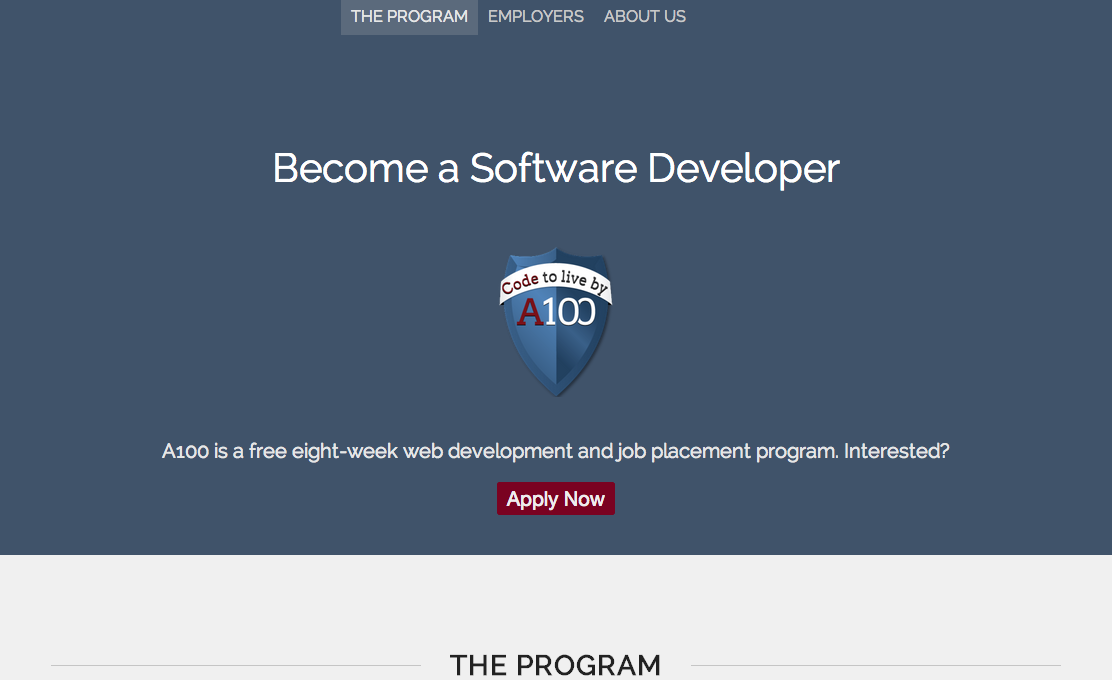 THE PROGRAM EMPLOYERS ABOUT US
Become a Software Developer
Code to live by
A100
A100 is a free eight-week web development and job placement program. Interested?
Apply Now
THE PROGRAM